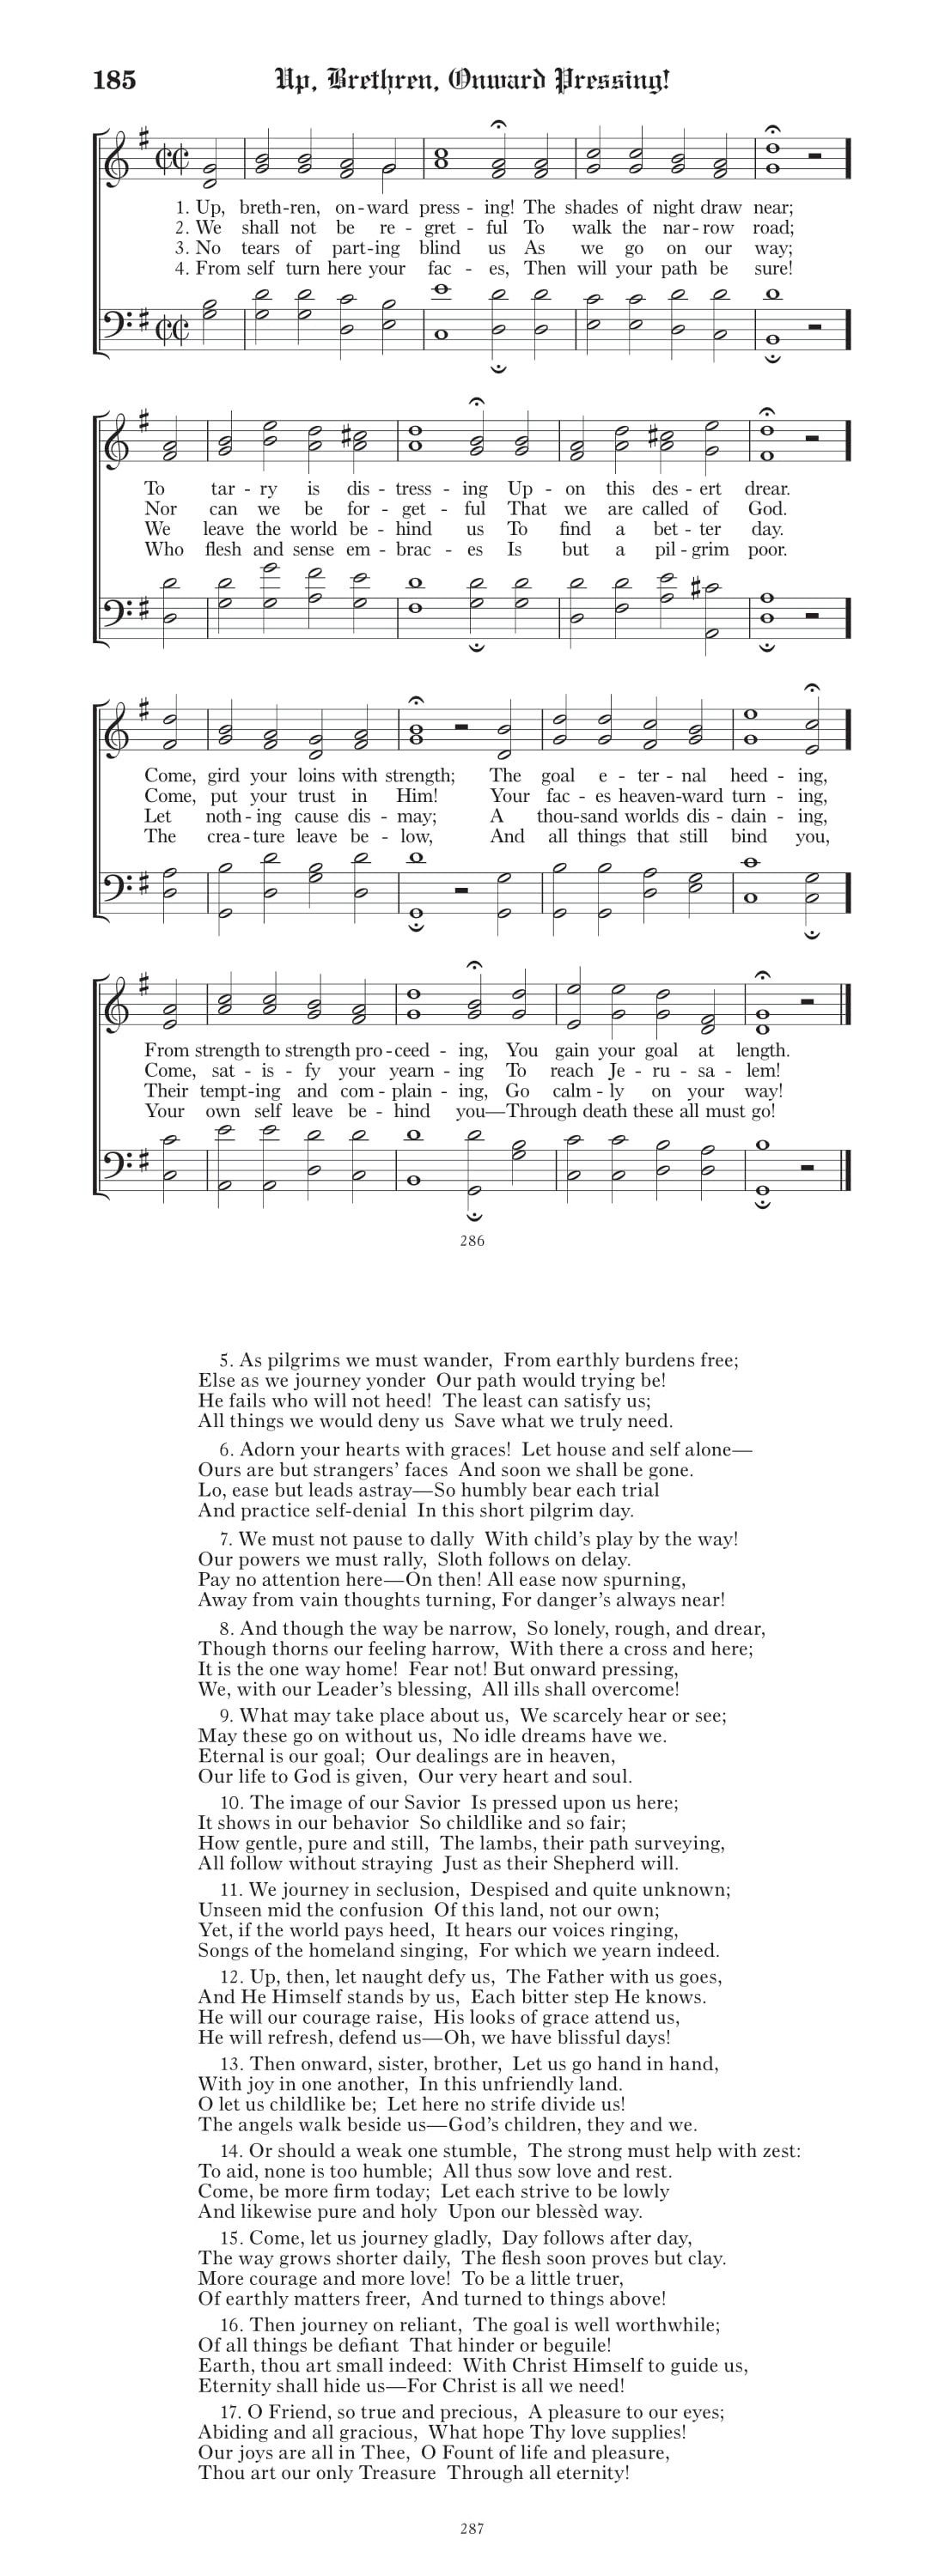 185 Up, Brethren, Onward Pressing!
1. Up, breth-ren, on-ward press - ing! The shades of night draw near;
2. We shall not be re - gret - ful To walk the nar-row road;
3. No tears of part-ing blind us As we go on our way;
4. From self turn here your fac - es, Then will your path be sure!
To tar - ry is dis - tress - ing Up - on this des - ert drear.
Nor can we be for - get - ful That we are called of God.
We leave the world be - hind us To find a bet - ter day.
Who flesh and sense em - brac - es Is but a pil - grim poor.
Come, gird your loins with strength; The goal e - ter - nal heed - ing,
Come, put your trust in Him! Your fac - es heaven-ward turn - ing,
Let noth - ing cause dis - may; A thou-sand worlds dis - dain - ing,
The crea - ture leave be - low, And all things that still bind you,
From strength to strength pro - ceed - ing, You gain your goal at length.
Come, sat - is - fy your yearn - ing To reach Je - ru - sa - lem!
Their tempt-ing and com - plain - ing, Go calm - ly on your way!
Your own self leave be - hind you—Through death these all must go!
286
5. As pilgrims we must wander, From earthly burdens free;
Else as we journey yonder Our path would trying be!
He fails who will not heed! The least can satisfy us;
All things we would deny us Save what we truly need.
6. Adorn your hearts with graces! Let house and self alone—
Ours are but strangers’ faces And soon we shall be gone.
Lo, ease but leads astray—So humbly bear each trial
And practice self-denial In this short pilgrim day.
7. We must not pause to dally With child’s play by the way!
Our powers we must rally, Sloth follows on delay.
Pay no attention here—On then! All ease now spurning,
Away from vain thoughts turning, For danger’s always near!
8. And though the way be narrow, So lonely, rough, and drear,
Though thorns our feeling harrow, With there a cross and here;
It is the one way home! Fear not! But onward pressing,
We, with our Leader’s blessing, All ills shall overcome!
9. What may take place about us, We scarcely hear or see;
May these go on without us, No idle dreams have we.
Eternal is our goal; Our dealings are in heaven,
Our life to God is given, Our very heart and soul.
10. The image of our Savior Is pressed upon us here;
It shows in our behavior So childlike and so fair;
How gentle, pure and still, The lambs, their path surveying,
All follow without straying Just as their Shepherd will.
11. We journey in seclusion, Despised and quite unknown;
Unseen mid the confusion Of this land, not our own;
Yet, if the world pays heed, It hears our voices ringing,
Songs of the homeland singing, For which we yearn indeed.
12. Up, then, let naught defy us, The Father with us goes,
And He Himself stands by us, Each bitter step He knows.
He will our courage raise, His looks of grace attend us,
He will refresh, defend us—Oh, we have blissful days!
13. Then onward, sister, brother, Let us go hand in hand,
With joy in one another, In this unfriendly land.
O let us childlike be; Let here no strife divide us!
The angels walk beside us—God’s children, they and we.
14. Or should a weak one stumble, The strong must help with zest:
To aid, none is too humble; All thus sow love and rest.
Come, be more firm today; Let each strive to be lowly
And likewise pure and holy Upon our blessèd way.
15. Come, let us journey gladly, Day follows after day,
The way grows shorter daily, The flesh soon proves but clay.
More courage and more love! To be a little truer,
Of earthly matters freer, And turned to things above!
16. Then journey on reliant, The goal is well worthwhile;
Of all things be defiant That hinder or beguile!
Earth, thou art small indeed: With Christ Himself to guide us,
Eternity shall hide us—For Christ is all we need!
17. O Friend, so true and precious, A pleasure to our eyes;
Abiding and all gracious, What hope Thy love supplies!
Our joys are all in Thee, O Fount of life and pleasure,
Thou art our only Treasure Through all eternity!
287